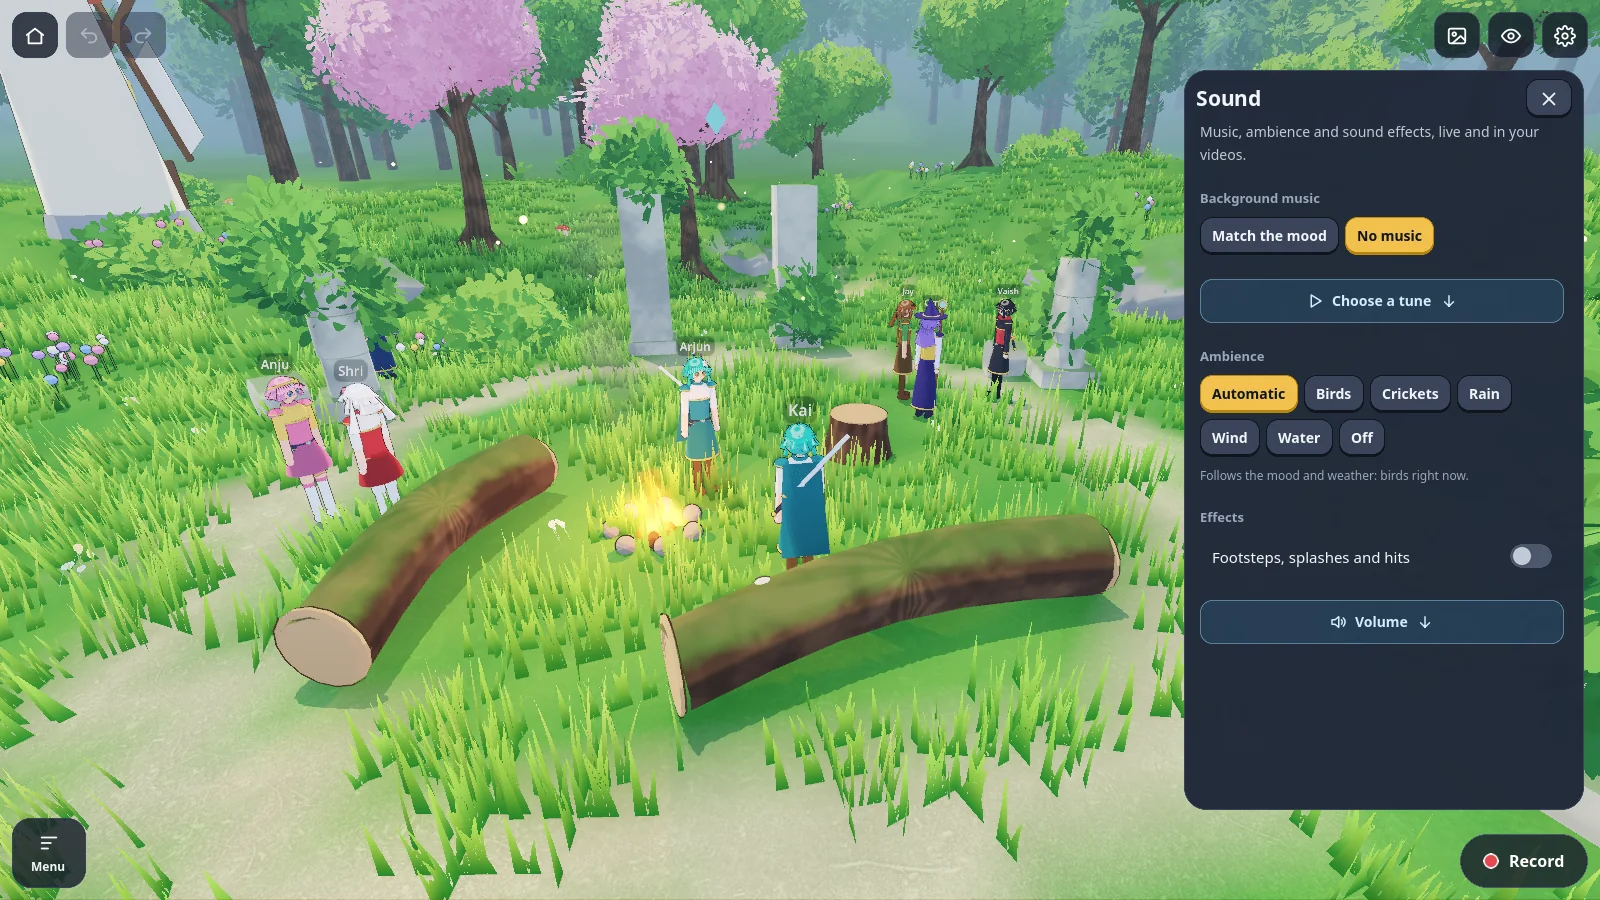 Sound
Music, ambience and sound effects, live and in your
videos.
Background music
Match the mood
No music
Choose a tune
Ambience
Automatic
Birds
Crickets
Rain
Wind
Water
Off
Follows the mood and weather: birds right now.
Effects
Footsteps, splashes and hits
Volume
Jay
Vaish
Arjun
Anju
Shri
Kai
Menu
Record